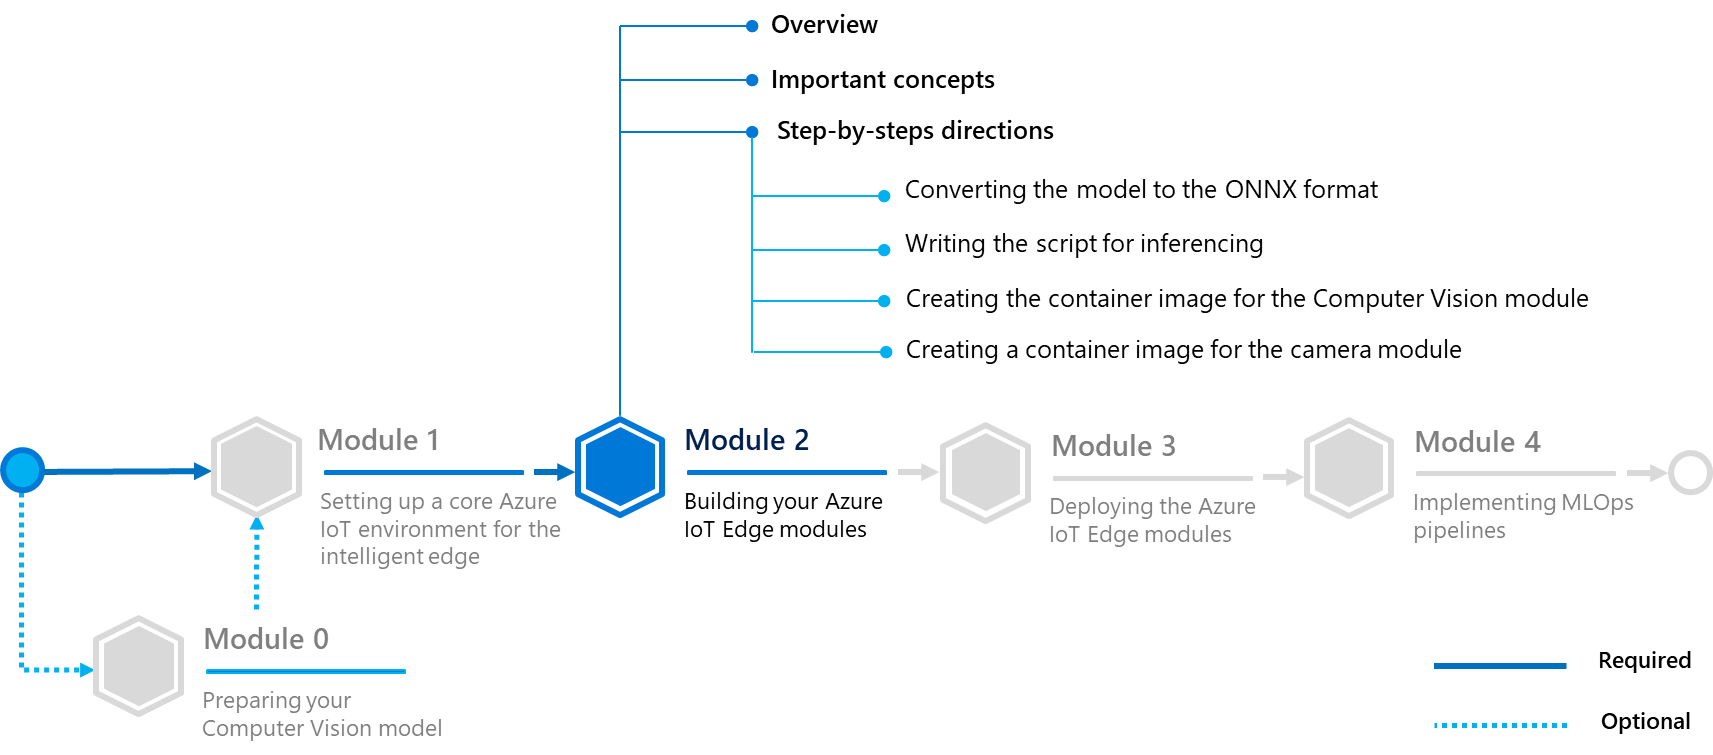 Overview
Important concepts
Step-by-steps directions
Converting the model to the ONNX format
Writing the script for inferencing
Creating the container image for the Computer Vision module
Creating a container image for the camera module
Module 1
Setting up a core Azure
IoT environment for the
intelligent edge
Module 2
Building your Azure
IoT Edge modules
Module 3
Deploying the Azure
IoT Edge modules
Module 4
Implementing MLOps
pipelines
Module 0
Preparing your
Computer Vision model
Required
Optional